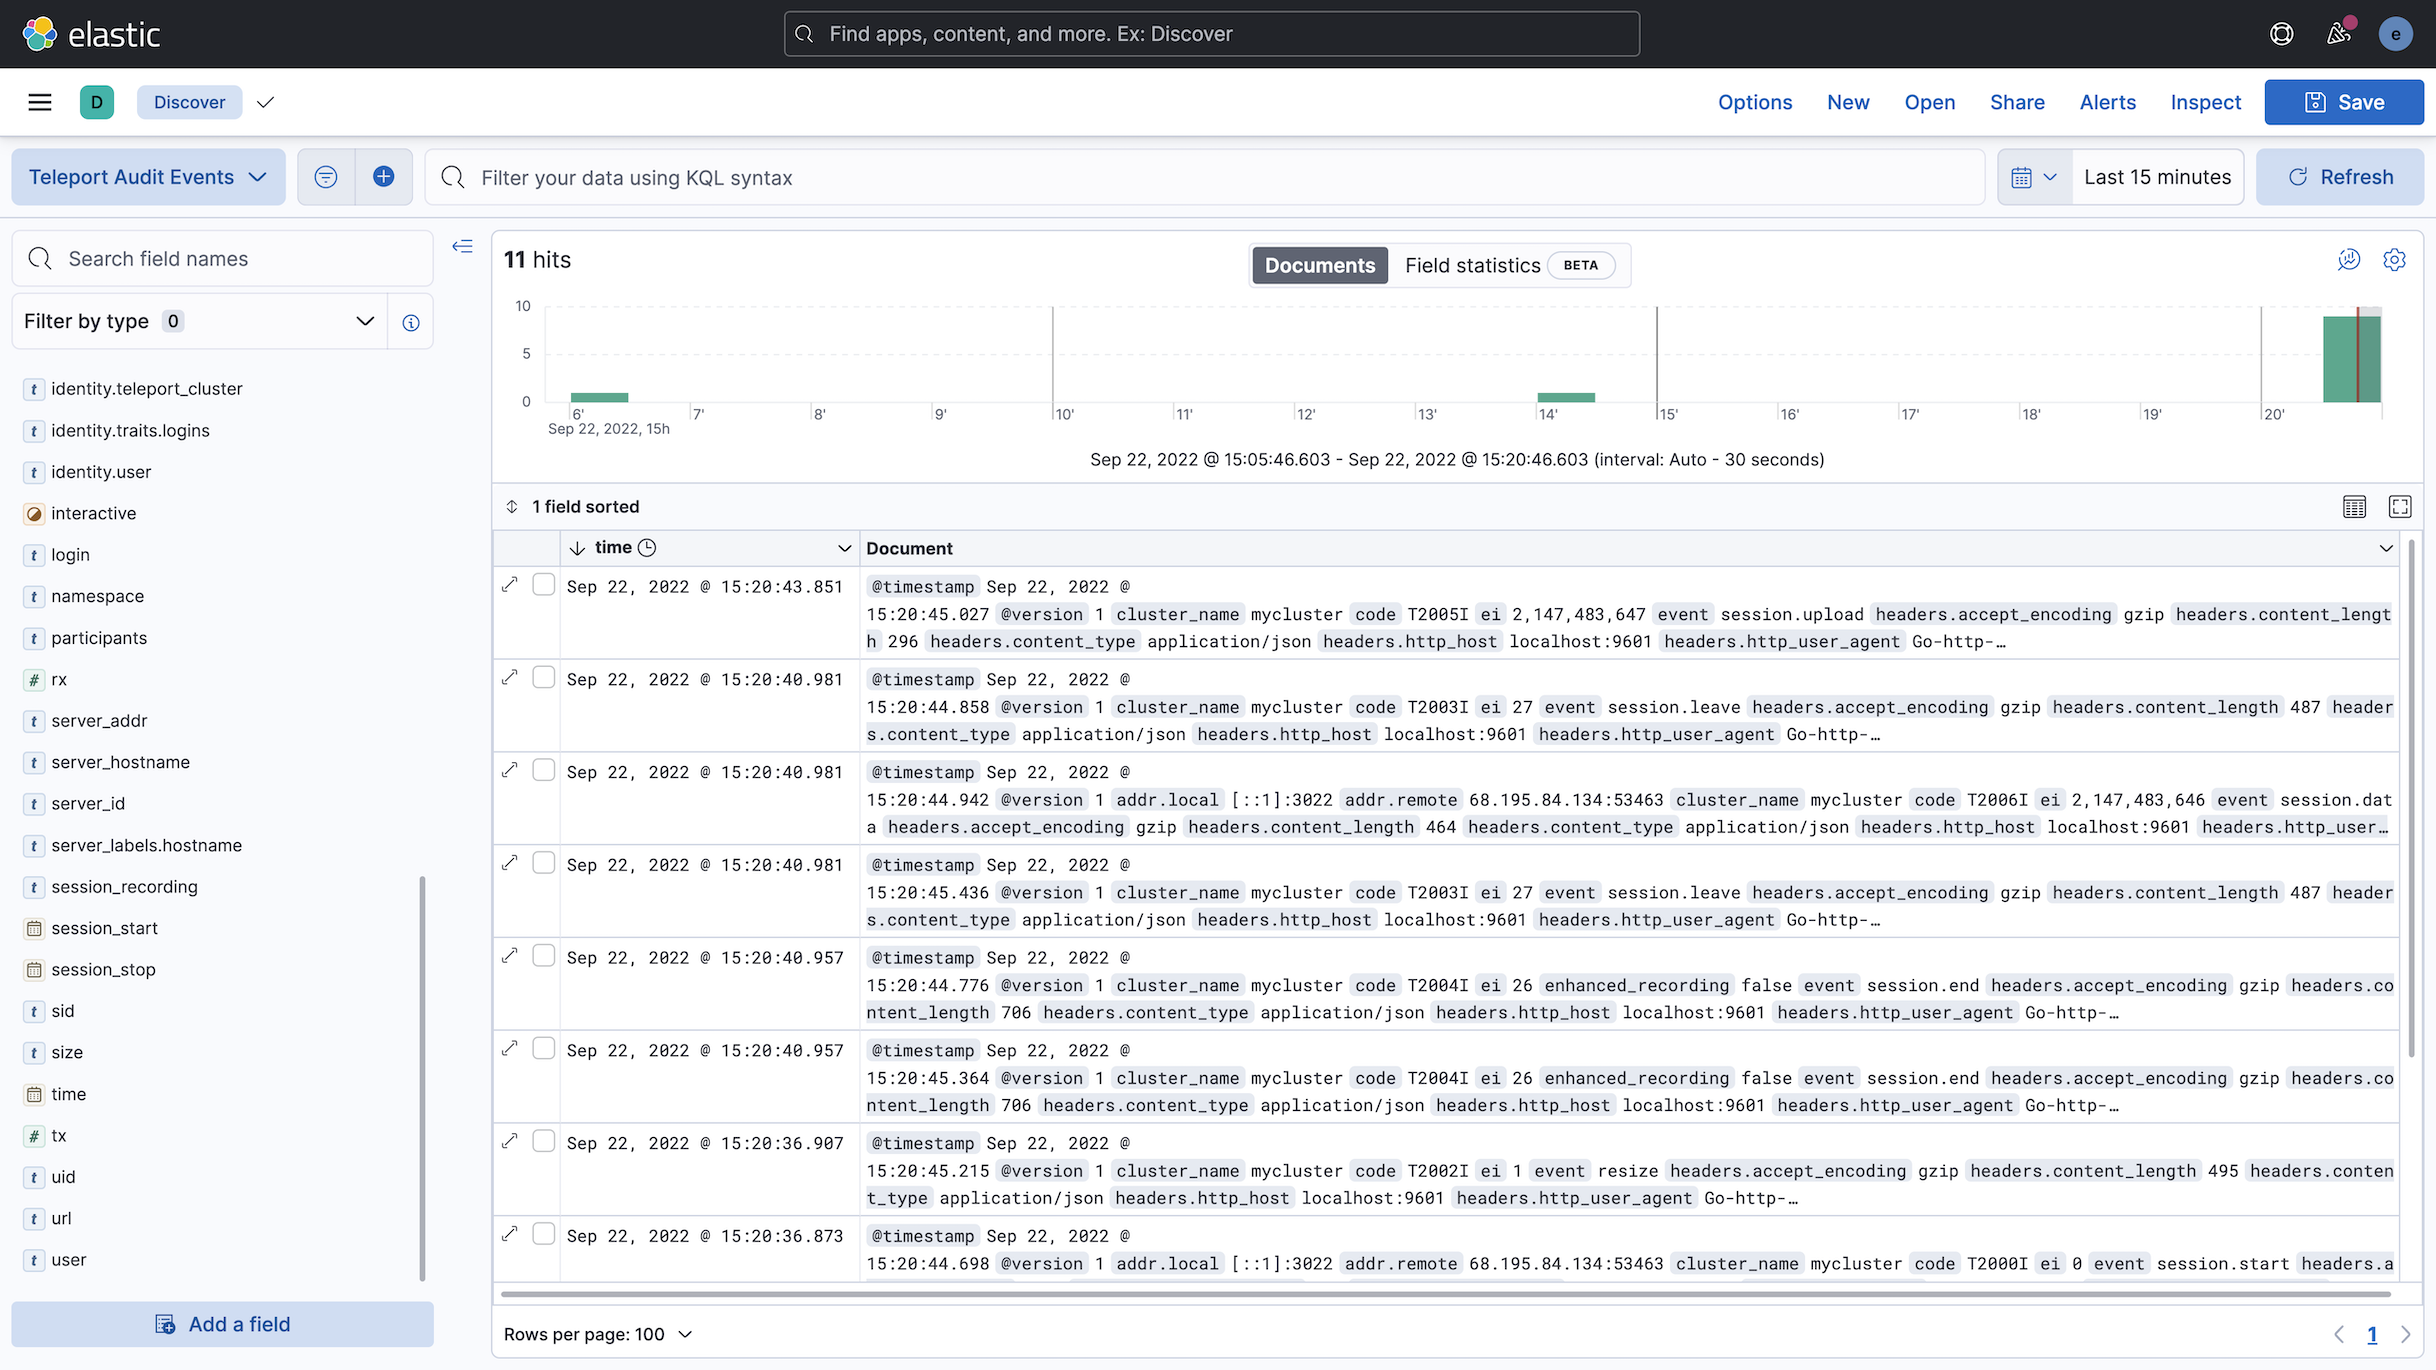 elastic
Find apps, content, and more. Ex: Discover
e
D
Discover
Options New Open Share Alerts Inspect Save
Teleport Audit Events
Filter your data using KQL syntax
Last 15 minutes
Refresh
Search field names
Filter by type 0
t identity.teleport_cluster
t identity.traits.logins
t identity.user
interactive
t login
t namespace
t participants
# rx
t server_addr
t server_hostname
t server_id
t server_labels.hostname
t session_recording
session_start
session_stop
t sid
t size
time
# tx
t uid
t url
t user
Add a field
11 hits
Documents Field statistics BETA
10
5
0
6' 7' 8' 9' 10' 11' 12' 13' 14' 15' 16' 17' 18' 19' 20'
Sep 22, 2022, 15h
Sep 22, 2022 @ 15:05:46.603 - Sep 22, 2022 @ 15:20:46.603 (interval: Auto - 30 seconds)
1 field sorted
time Document
Sep 22, 2022 @ 15:20:43.851 @timestamp Sep 22, 2022 @
15:20:45.027 @version 1 cluster_name mycluster code T2005I ei 2,147,483,647 event session.upload headers.accept_encoding gzip headers.content_lengt
h 296 headers.content_type application/json headers.http_host localhost:9601 headers.http_user_agent Go-http-…
Sep 22, 2022 @ 15:20:40.981 @timestamp Sep 22, 2022 @
15:20:44.858 @version 1 cluster_name mycluster code T2003I ei 27 event session.leave headers.accept_encoding gzip headers.content_length 487 header
s.content_type application/json headers.http_host localhost:9601 headers.http_user_agent Go-http-…
Sep 22, 2022 @ 15:20:40.981 @timestamp Sep 22, 2022 @
15:20:44.942 @version 1 addr.local [::1]:3022 addr.remote 68.195.84.134:53463 cluster_name mycluster code T2006I ei 2,147,483,646 event session.dat
a headers.accept_encoding gzip headers.content_length 464 headers.content_type application/json headers.http_host localhost:9601 headers.http_user…
Sep 22, 2022 @ 15:20:40.981 @timestamp Sep 22, 2022 @
15:20:45.436 @version 1 cluster_name mycluster code T2003I ei 27 event session.leave headers.accept_encoding gzip headers.content_length 487 header
s.content_type application/json headers.http_host localhost:9601 headers.http_user_agent Go-http-…
Sep 22, 2022 @ 15:20:40.957 @timestamp Sep 22, 2022 @
15:20:44.776 @version 1 cluster_name mycluster code T2004I ei 26 enhanced_recording false event session.end headers.accept_encoding gzip headers.co
ntent_length 706 headers.content_type application/json headers.http_host localhost:9601 headers.http_user_agent Go-http-…
Sep 22, 2022 @ 15:20:40.957 @timestamp Sep 22, 2022 @
15:20:45.364 @version 1 cluster_name mycluster code T2004I ei 26 enhanced_recording false event session.end headers.accept_encoding gzip headers.co
ntent_length 706 headers.content_type application/json headers.http_host localhost:9601 headers.http_user_agent Go-http-…
Sep 22, 2022 @ 15:20:36.907 @timestamp Sep 22, 2022 @
15:20:45.215 @version 1 cluster_name mycluster code T2002I ei 1 event resize headers.accept_encoding gzip headers.content_length 495 headers.conten
t_type application/json headers.http_host localhost:9601 headers.http_user_agent Go-http-…
Sep 22, 2022 @ 15:20:36.873 @timestamp Sep 22, 2022 @
15:20:44.698 @version 1 addr.local [::1]:3022 addr.remote 68.195.84.134:53463 cluster_name mycluster code T2000I ei 0 event session.start headers.a
Rows per page: 100
1